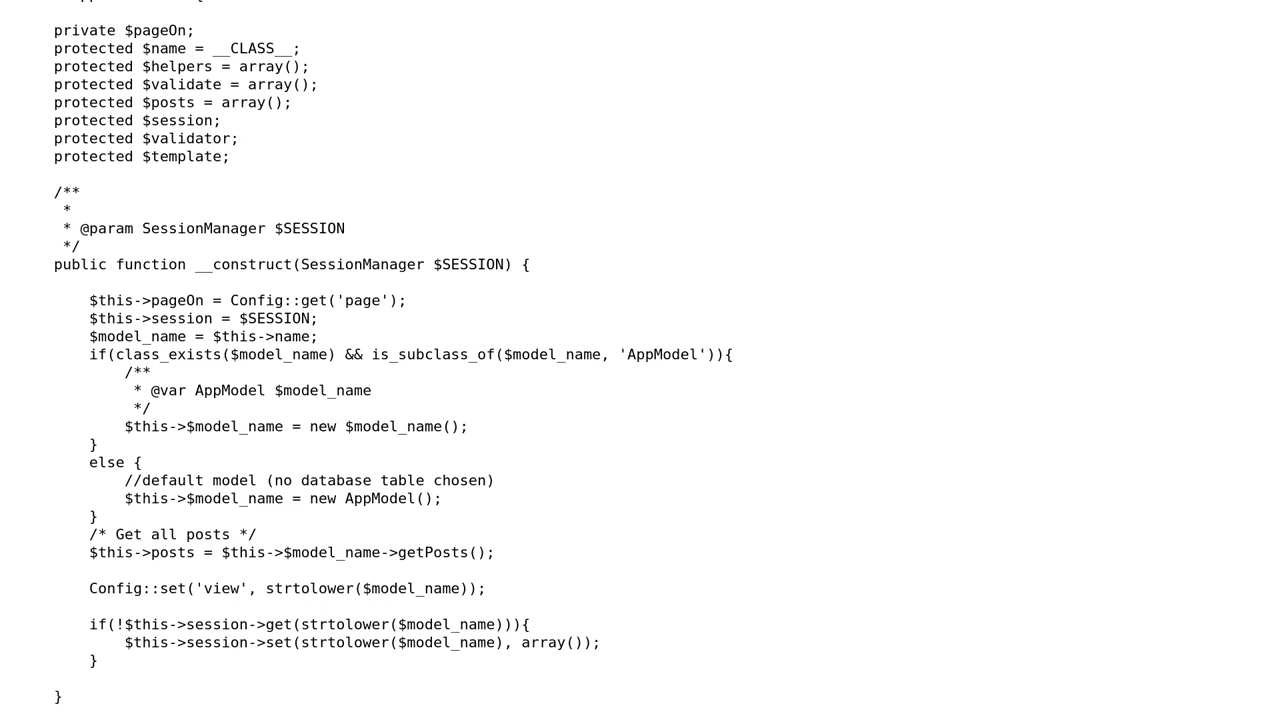 private $pageOn;
protected $name = __CLASS__;
protected $helpers = array();
protected $validate = array();
protected $posts = array();
protected $session;
protected $validator;
protected $template;
/**
*
* @param SessionManager $SESSION
*/
public function __construct(SessionManager $SESSION) {
$this->pageOn = Config::get('page');
$this->session = $SESSION;
$model_name = $this->name;
if(class_exists($model_name) && is_subclass_of($model_name, 'AppModel')){
/**
* @var AppModel $model_name
*/
$this->$model_name = new $model_name();
}
else {
//default model (no database table chosen)
$this->$model_name = new AppModel();
}
/* Get all posts */
$this->posts = $this->$model_name->getPosts();
Config::set('view', strtolower($model_name));
if(!$this->session->get(strtolower($model_name))){
$this->session->set(strtolower($model_name), array());
}
}